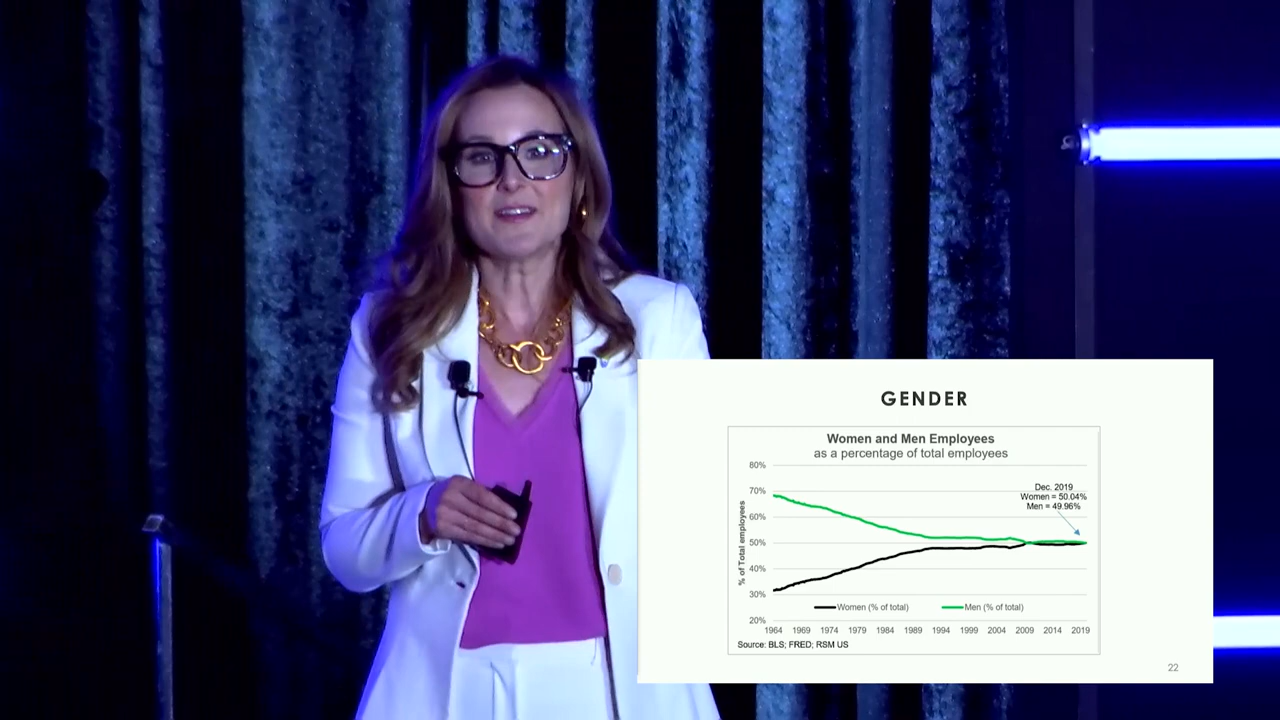 GENDER
Women and Men Employees
as a percentage of total employees
80%
70%
60%
50%
40%
30%
20%
% of Total employees
Dec. 2019
Women = 50.04%
Men = 49.96%
Women (% of total)
Men (% of total)
1964 1969 1974 1979 1984 1989 1994 1999 2004 2009 2014 2019
Source: BLS; FRED; RSM US
22